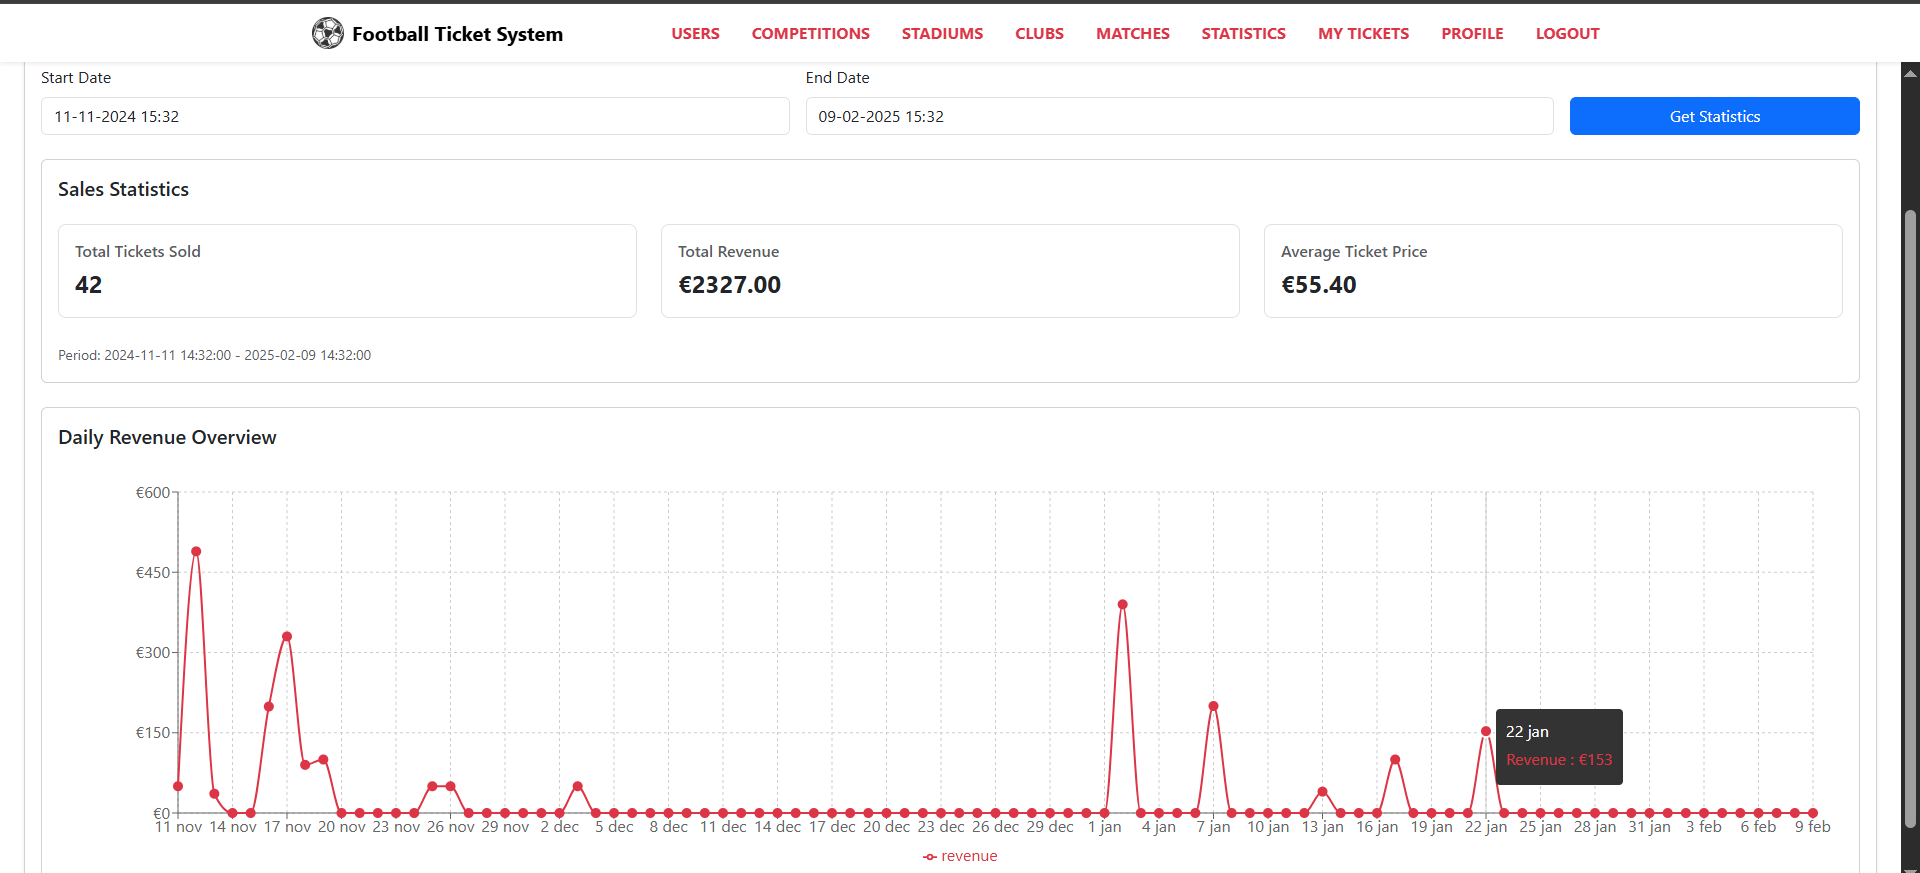 Football Ticket System
USERS COMPETITIONS STADIUMS CLUBS MATCHES STATISTICS MY TICKETS PROFILE LOGOUT
Start Date
End Date
11-11-2024 15:32
09-02-2025 15:32
Get Statistics
Sales Statistics
Total Tickets Sold
42
Total Revenue
€2327.00
Average Ticket Price
€55.40
Period: 2024-11-11 14:32:00 - 2025-02-09 14:32:00
Daily Revenue Overview
€600
€450
€300
€150
€0
22 jan
Revenue : €153
11 nov 14 nov 17 nov 20 nov 23 nov 26 nov 29 nov 2 dec 5 dec 8 dec 11 dec 14 dec 17 dec 20 dec 23 dec 26 dec 29 dec 1 jan 4 jan 7 jan 10 jan 13 jan 16 jan 19 jan 22 jan 25 jan 28 jan 31 jan 3 feb 6 feb 9 feb
revenue